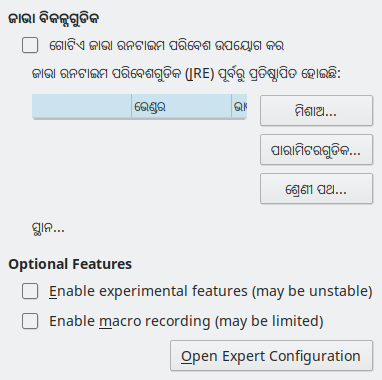 ଜାଭା ବିକଳ୍ପଗୁଡିକ
ଗୋଟିଏ ଜାଭା ରନଟାଇମ ପରିବେଶ ଉପଯୋଗ କର
ଜାଭା ରନଟାଇମ ପରିବେଶଗୁଡିକ (JRE) ପୂର୍ବରୁ ପ୍ରତିଷ୍ଠାପିତ ହୋଇଛି:
ଭେଣ୍ଡର
ମିଶାଅ...
ପାରାମିଟରଗୁଡିକ...
ଶ୍ରେଣୀ ପଥ...
ସ୍ଥାନ...
Optional Features
Enable experimental features (may be unstable)
Enable macro recording (may be limited)
Open Expert Configuration